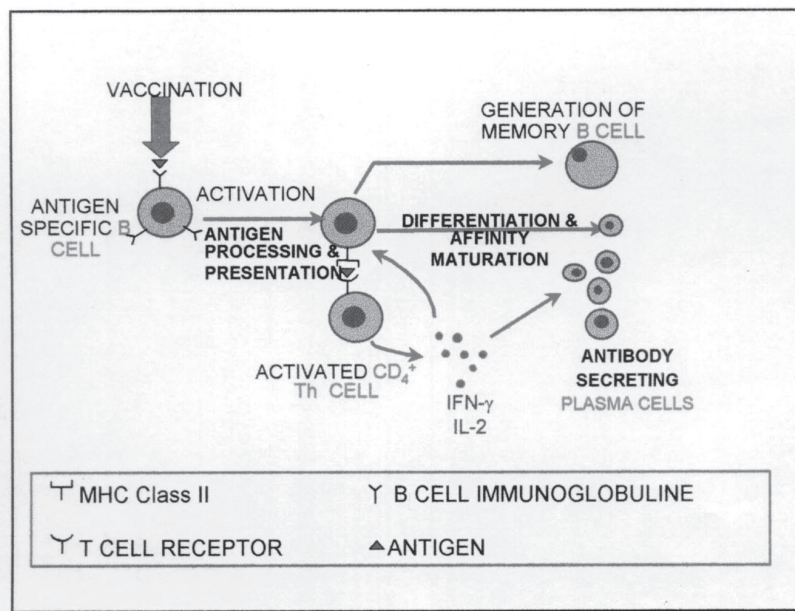 VACCINATION
GENERATION OF
MEMORY B CELL
ACTIVATION
ANTIGEN
SPECIFIC B
CELL
ANTIGEN
PROCESSING &
PRESENTATION
DIFFERENTIATION &
AFFINITY
MATURATION
ACTIVATED CD4+
Th CELL
IFN-γ
IL-2
ANTIBODY
SECRETING
PLASMA CELLS
MHC Class II
B CELL IMMUNOGLOBULINE
T CELL RECEPTOR
ANTIGEN